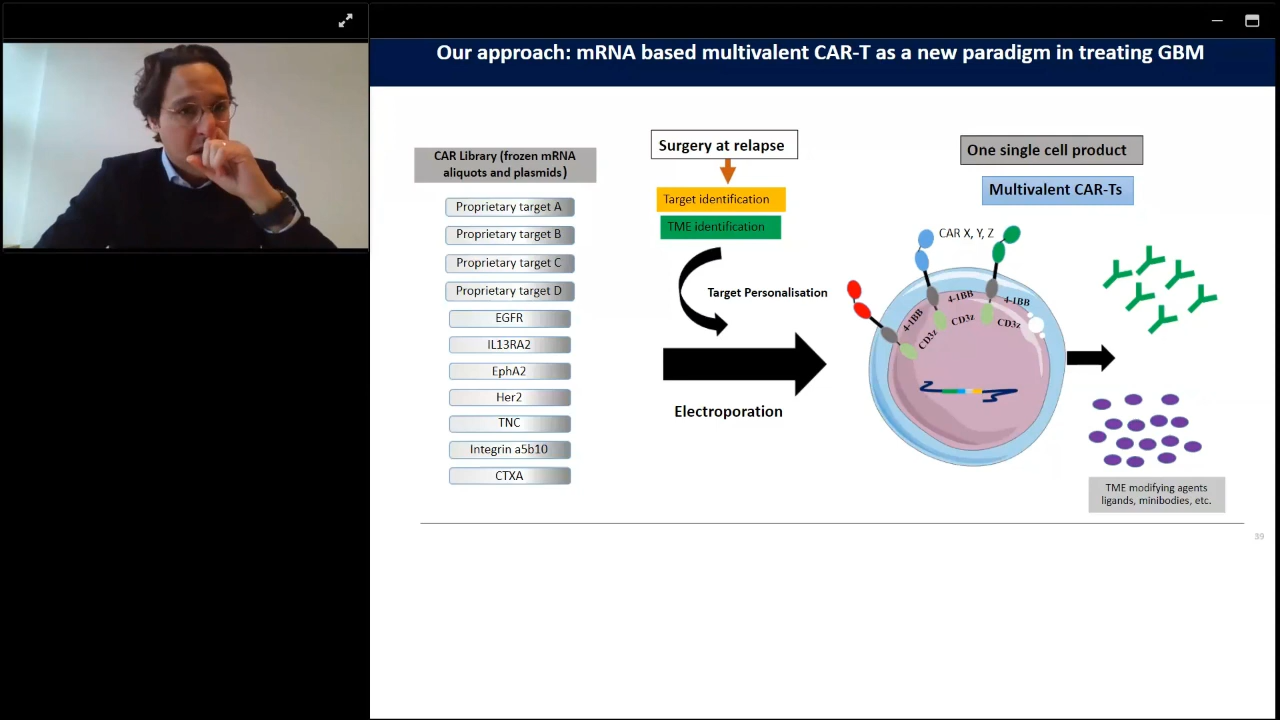 Our approach: mRNA based multivalent CAR-T as a new paradigm in treating GBM
CAR Library (frozen mRNA
aliquots and plasmids)
Proprietary target A
Proprietary target B
Proprietary target C
Proprietary target D
EGFR
IL13RA2
EphA2
Her2
TNC
Integrin a5b10
CTXA
Surgery at relapse
Target identification
TME identification
Target Personalisation
Electroporation
One single cell product
Multivalent CAR-Ts
CAR X, Y, Z
4-1BB
CD3z
4-1BB
CD3z
4-1BB
CD3z
TME modifying agents
ligands, minibodies, etc.
39